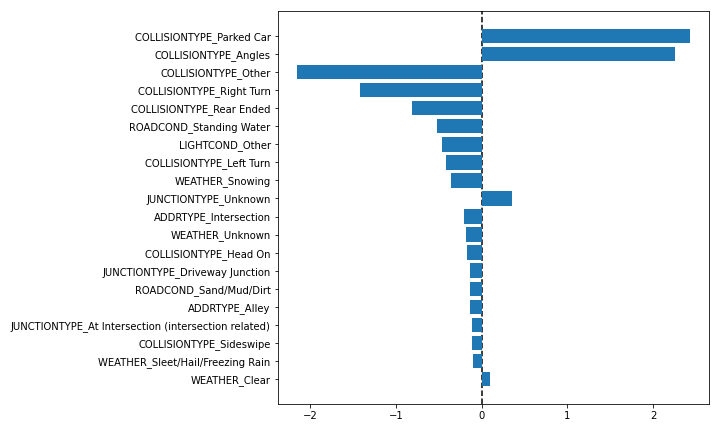 COLLISIONTYPE_Parked Car
COLLISIONTYPE_Angles
COLLISIONTYPE_Other
COLLISIONTYPE_Right Turn
COLLISIONTYPE_Rear Ended
ROADCOND_Standing Water
LIGHTCOND_Other
COLLISIONTYPE_Left Turn
WEATHER_Snowing
JUNCTIONTYPE_Unknown
ADDRTYPE_Intersection
WEATHER_Unknown
COLLISIONTYPE_Head On
JUNCTIONTYPE_Driveway Junction
ROADCOND_Sand/Mud/Dirt
ADDRTYPE_Alley
JUNCTIONTYPE_At Intersection (intersection related)
COLLISIONTYPE_Sideswipe
WEATHER_Sleet/Hail/Freezing Rain
WEATHER_Clear
−2 −1 0 1 2